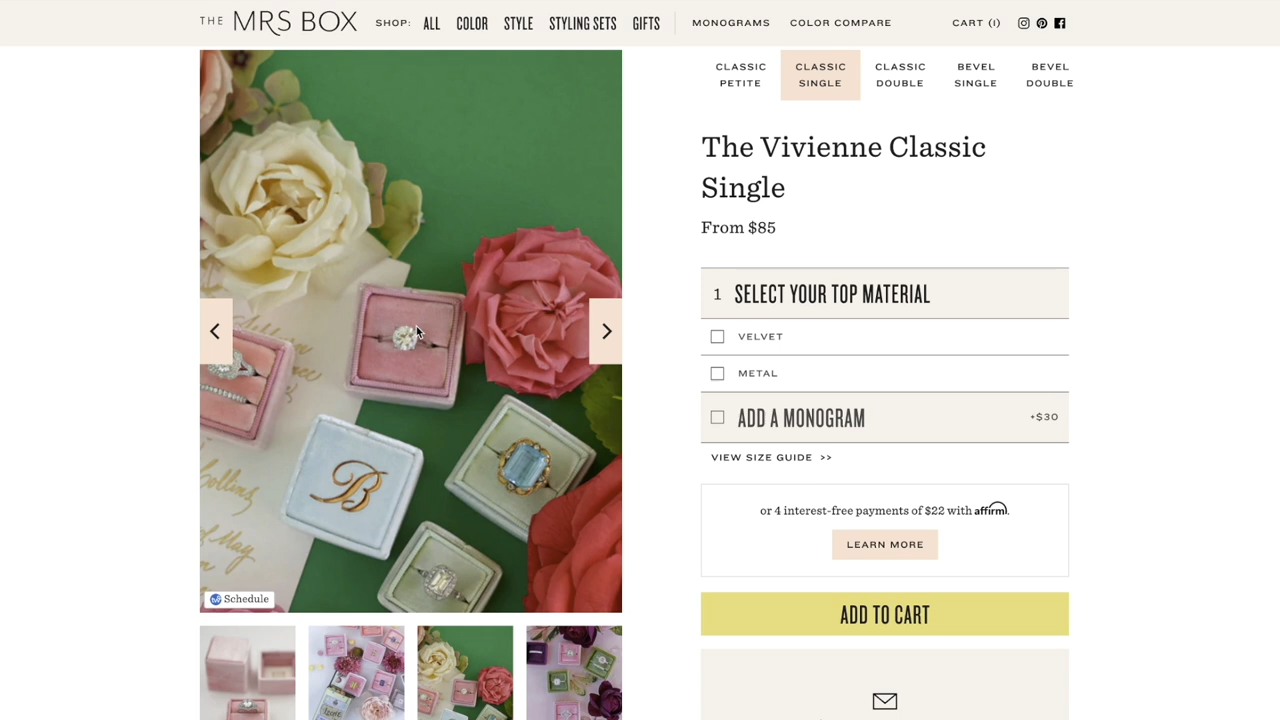 THE MRS BOX
SHOP: ALL COLOR STYLE STYLING SETS GIFTS
MONOGRAMS COLOR COMPARE
CART (1)
CLASSIC PETITE
CLASSIC SINGLE
CLASSIC DOUBLE
BEVEL SINGLE
BEVEL DOUBLE
The Vivienne Classic
Single
From $85
1 SELECT YOUR TOP MATERIAL
VELVET
METAL
ADD A MONOGRAM +$30
VIEW SIZE GUIDE >>
or 4 interest-free payments of $22 with affirm.
LEARN MORE
ADD TO CART
B
Collins
of May
Schedule